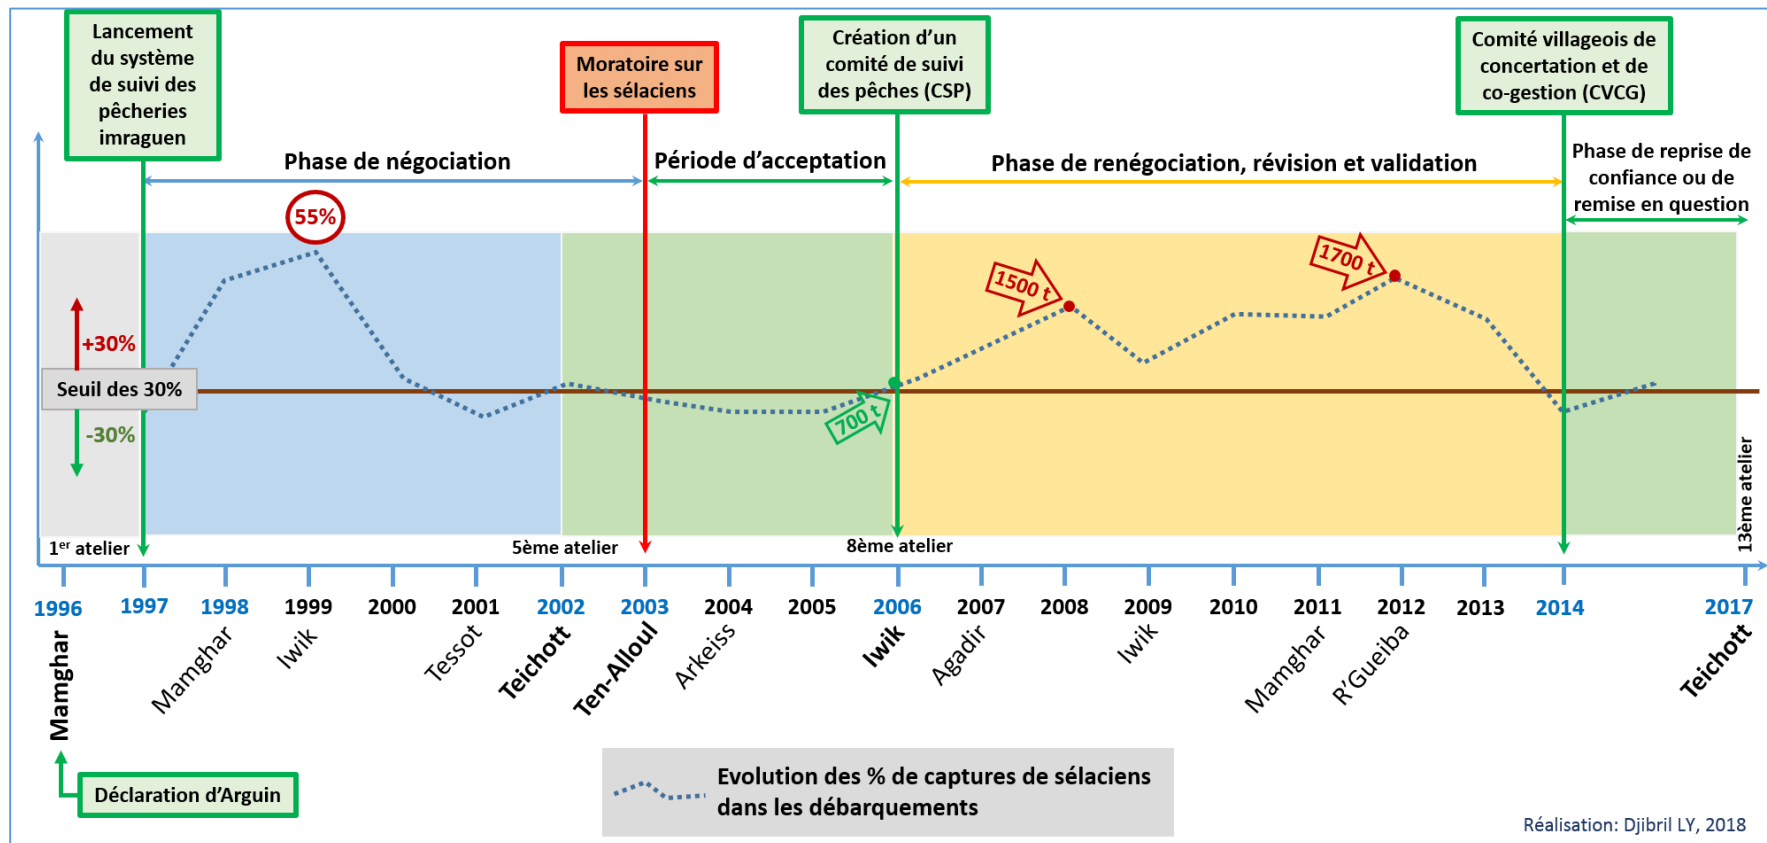 Lancement
du système
de suivi des
pêcheries
imraguen
Moratoire sur
les sélaciens
Création d'un
comité de suivi
des pêches (CSP)
Comité villageois de
concertation et de
co-gestion (CVCG)
Phase de négociation
Période d'acceptation
Phase de renégociation, révision et validation
Phase de reprise de
confiance ou de
remise en question
55%
1500 t
1700 t
+30%
Seuil des 30%
-30%
700 t
1er atelier
5ème atelier
8ème atelier
13ème atelier
1996
1997
1998
1999
2000
2001
2002
2003
2004
2005
2006
2007
2008
2009
2010
2011
2012
2013
2014
2017
Mamghar
Mamghar
Iwik
Tessot
Teichott
Ten-Alloul
Arkeiss
Iwik
Agadir
Iwik
Mamghar
R'Gueiba
Teichott
Déclaration d'Arguin
Evolution des % de captures de sélaciens
dans les débarquements
Réalisation: Djibril LY, 2018